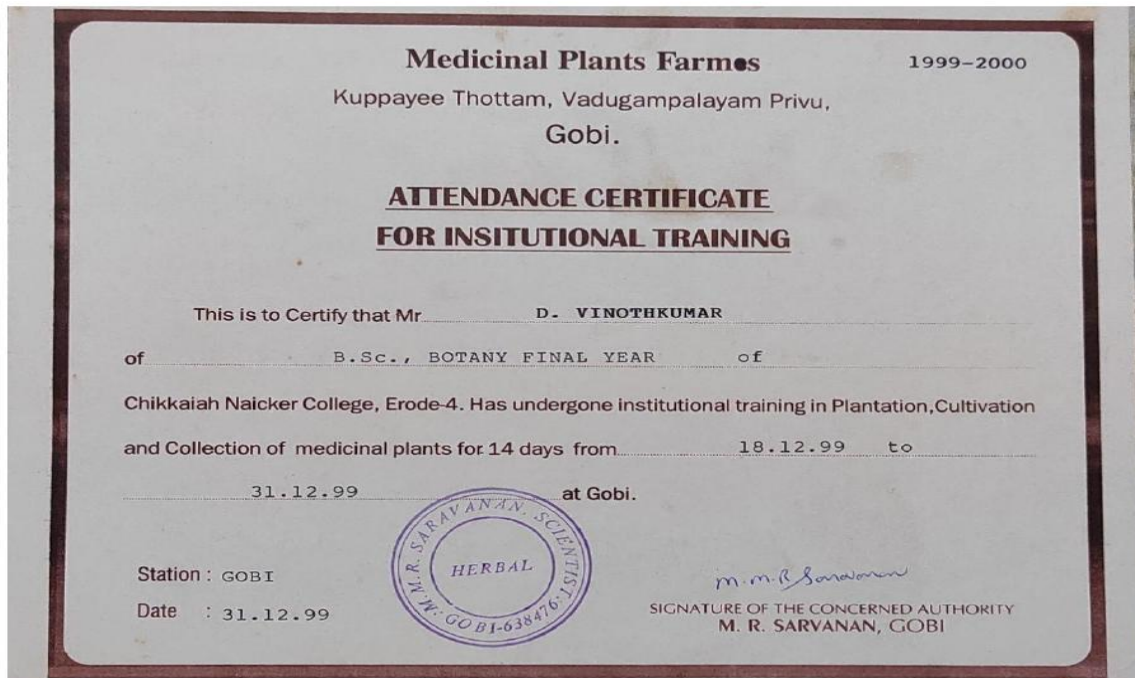 Medicinal Plants Farmes 1999-2000
Kuppayee Thottam, Vadugampalayam Privu,
Gobi.
ATTENDANCE CERTIFICATE
FOR INSITUTIONAL TRAINING
This is to Certify that Mr D. VINOTHKUMAR
of B.Sc., BOTANY FINAL YEAR of
Chikkaiah Naicker College, Erode-4. Has undergone institutional training in Plantation,Cultivation
and Collection of medicinal plants for 14 days from 18.12.99 to
31.12.99 at Gobi.
M. M. R. SARAVANAN. SCIENTIST
HERBAL
GOBI-638476
Station : GOBI
Date : 31.12.99
m.m.R Saravanan
SIGNATURE OF THE CONCERNED AUTHORITY
M. R. SARVANAN, GOBI